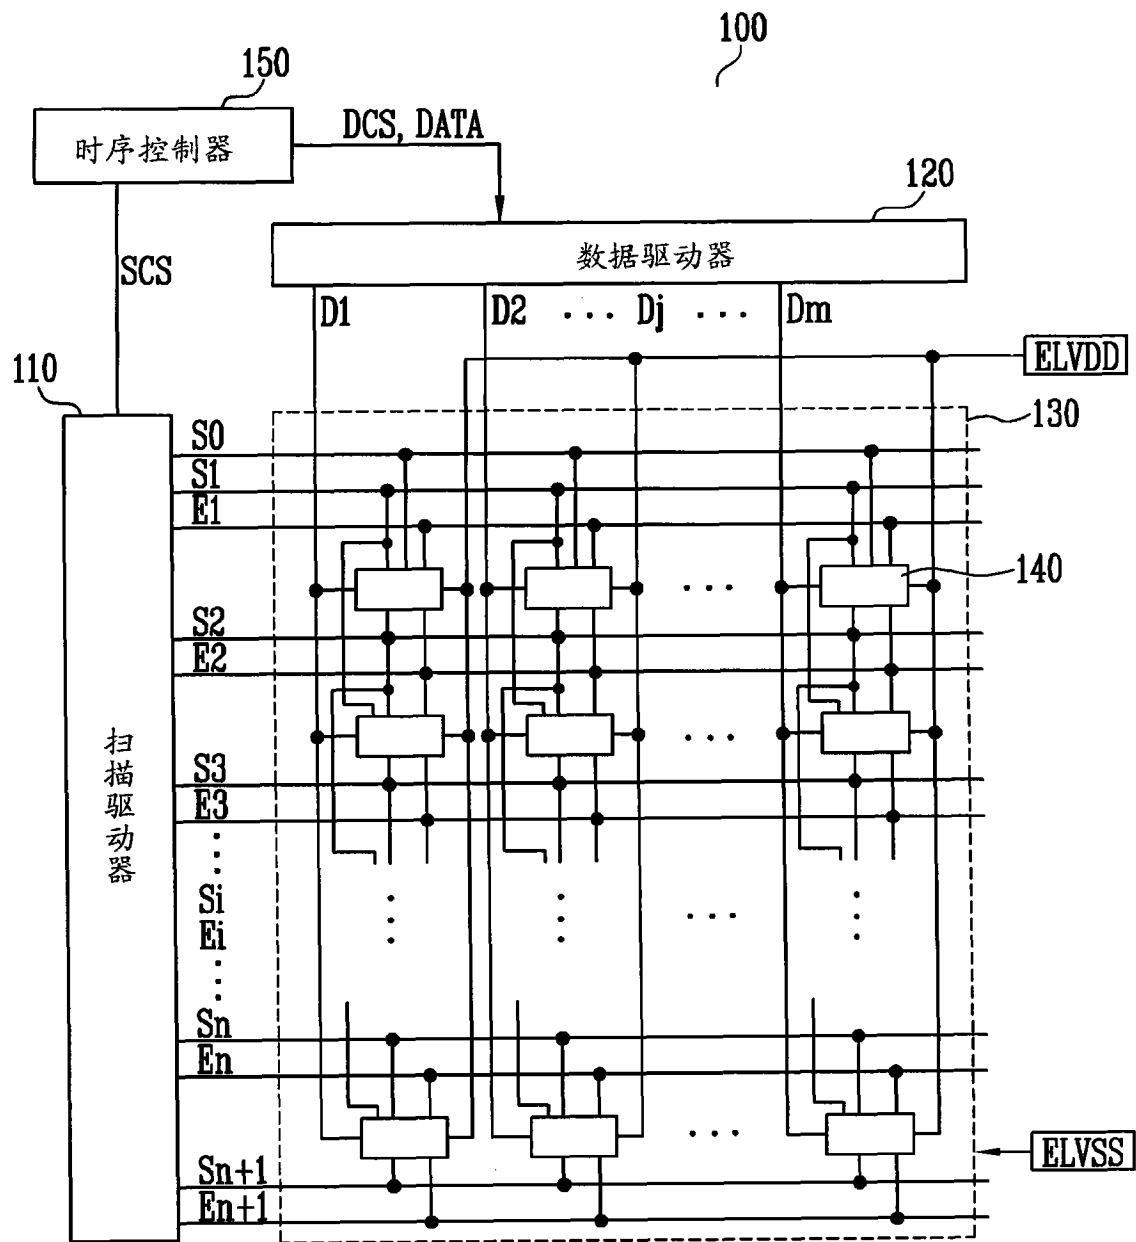 100
150
时序控制器
DCS, DATA
120
数据驱动器
SCS
D1 D2 ... Dj ... Dm
ELVDD
110
130
S0
S1
E1
140
...
S2
E2
...
扫描驱动器
S3
E3
...
Si
Ei
...
Sn
En
...
ELVSS
Sn+1
En+1